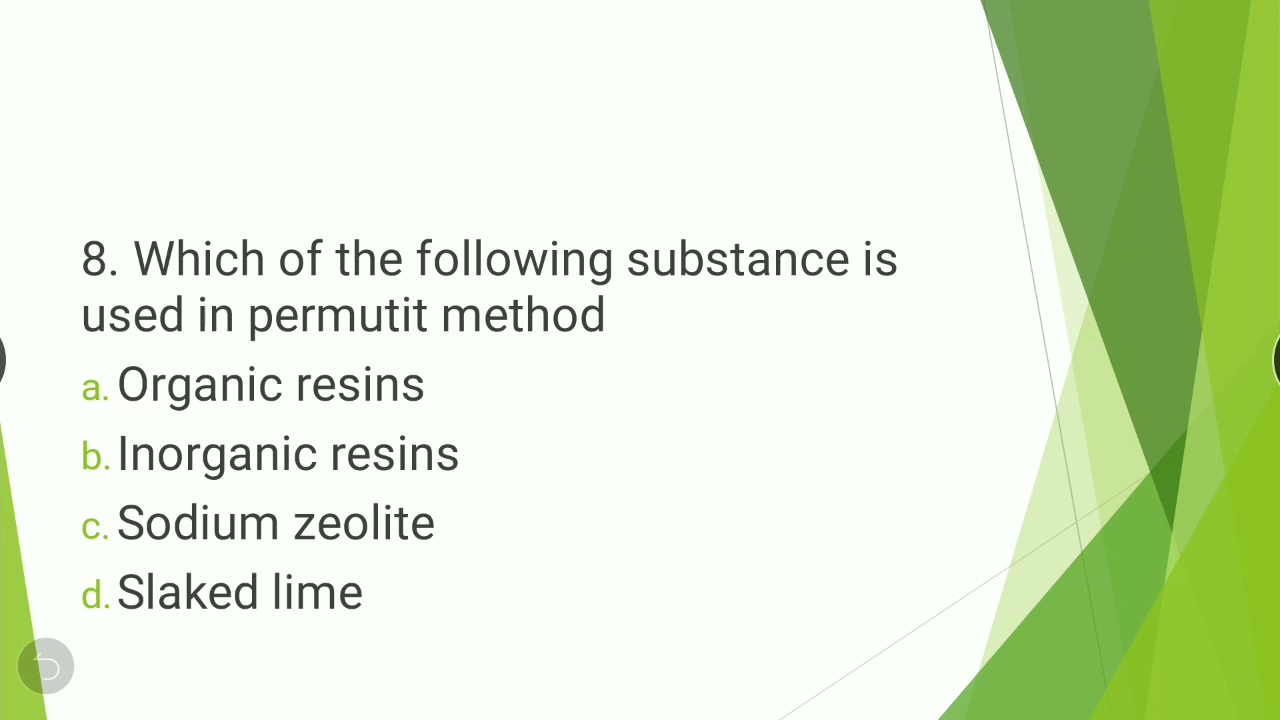 8. Which of the following substance is
used in permutit method
a. Organic resins
b. Inorganic resins
c. Sodium zeolite
d. Slaked lime